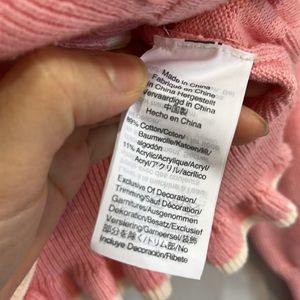 Made in China
Fabriqué en Chine
In China Hergestellt
Vervaardigd in China
中国製
Hecho en China
89% Cotton/Coton/
Baumwolle/Katoen/綿/
algodón
11% Acrylic/Acrylique/Acryl/
Acryl/アクリル/acrílico
Exclusive Of Decoration/
Trimming/Sauf Décoration/
Garnitures/Ausgenommen
Dekoration/Besatz/Exclusief
Versiering/Garneersel/装飾
部分を除く/トリム部/No
Incluye Decoración/Ribete